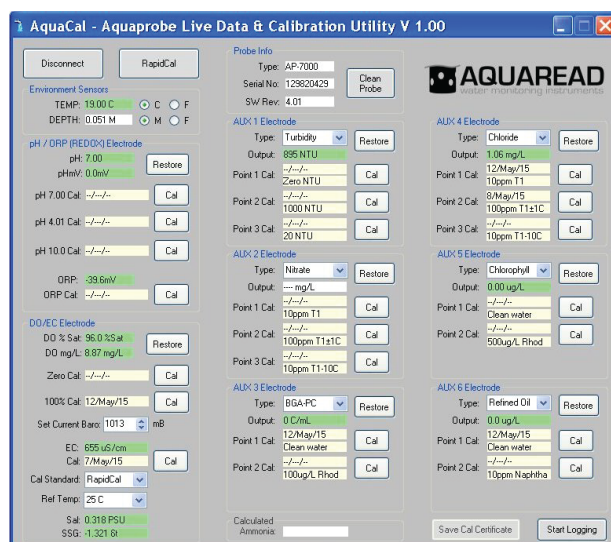 AquaCal - Aquaprobe Live Data & Calibration Utility V 1.00
Disconnect
RapidCal
Environment Sensors
TEMP: 19.00 C C F
DEPTH: 0.051 M M F
pH / ORP (REDOX) Electrode
pH: 7.00
pHmV: 0.0mV
Restore
pH 7.00 Cal: --/---/-- Cal
pH 4.01 Cal: --/---/-- Cal
pH 10.0 Cal: --/---/-- Cal
ORP: -39.6mV
ORP Cal: --/---/-- Cal
DO/EC Electrode
DO % Sat: 96.0 %Sat
DO mg/L: 8.87 mg/L
Restore
Zero Cal: --/---/-- Cal
100% Cal: 12/May/15 Cal
Set Current Baro: 1013 mB
EC: 655 uS/cm
Cal: 7/May/15 Cal
Cal Standard: RapidCal
Ref Temp: 25 C
Sal: 0.318 PSU
SSG: -1.321 6t
Probe Info
Type: AP-7000
Serial No: 129820429
SW Rev: 4.01
Clean Probe
AQUAREAD
water monitoring instruments
AUX 1 Electrode
Type: Turbidity Restore
Output: 895 NTU
Point 1 Cal: --/---/-- Cal
Zero NTU
Point 2 Cal: --/---/-- Cal
1000 NTU
Point 3 Cal: --/---/-- Cal
20 NTU
AUX 2 Electrode
Type: Nitrate Restore
Output: ---- mg/L
Point 1 Cal: --/---/-- Cal
10ppm T1
Point 2 Cal: --/---/-- Cal
100ppm T1±1C
Point 3 Cal: --/---/-- Cal
10ppm T1-10C
AUX 3 Electrode
Type: BGA-PC Restore
Output: 0 C/mL
Point 1 Cal: 12/May/15 Cal
Clean water
Point 2 Cal: --/---/-- Cal
100ug/L Rhod
Calculated
Ammonia:
AUX 4 Electrode
Type: Chloride Restore
Output: 1.06 mg/L
Point 1 Cal: 12/May/15 Cal
10ppm T1
Point 2 Cal: 8/May/15 Cal
100ppm T1±1C
Point 3 Cal: --/---/-- Cal
10ppm T1-10C
AUX 5 Electrode
Type: Chlorophyll Restore
Output: 0.00 ug/L
Point 1 Cal: --/---/-- Cal
Clean water
Point 2 Cal: --/---/-- Cal
500ug/L Rhod
AUX 6 Electrode
Type: Refined Oil Restore
Output: 0.0 ug/L
Point 1 Cal: 12/May/15 Cal
Clean water
Point 2 Cal: --/---/-- Cal
10ppm Naphtha
Save Cal Certificate
Start Logging